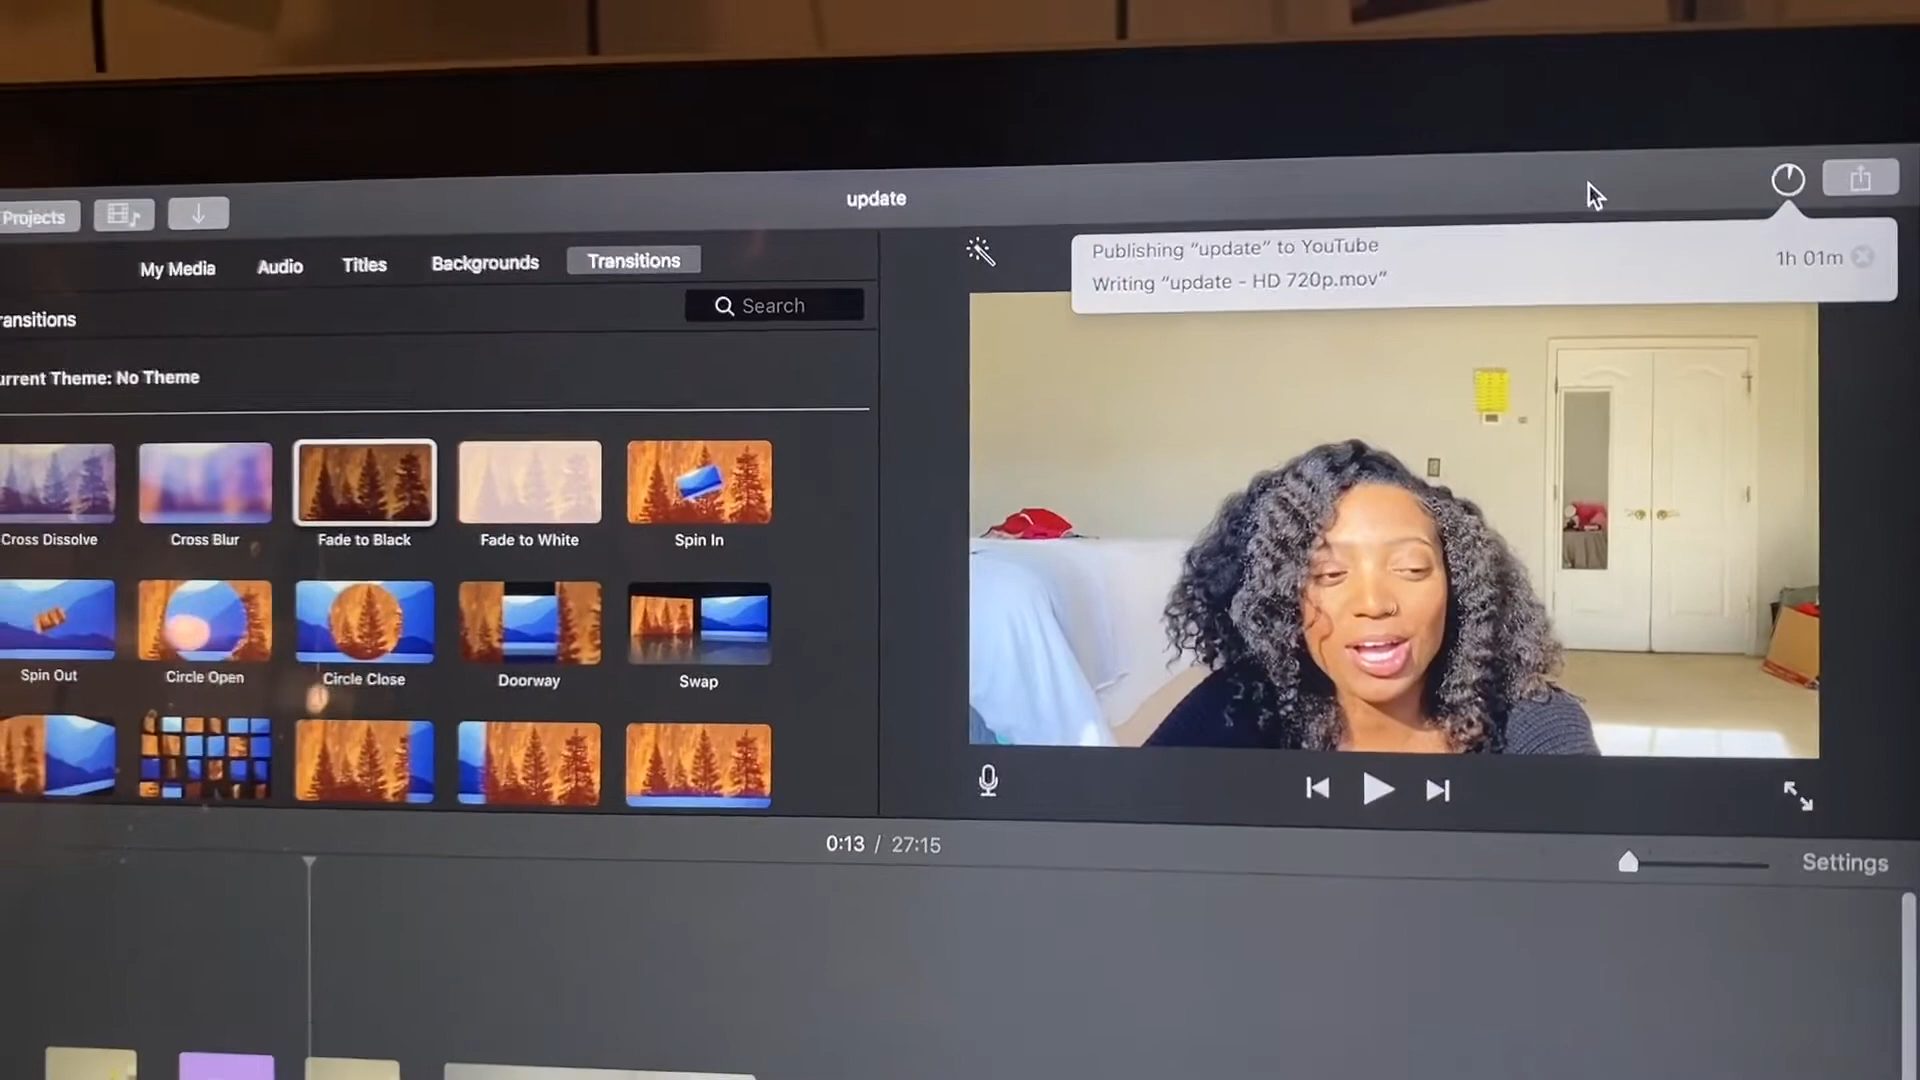 Projects
update
My Media
Audio
Titles
Backgrounds
Transitions
Publishing “update” to YouTube
1h 01m
Writing “update - HD 720p.mov”
ransitions
Search
urrent Theme: No Theme
Cross Dissolve
Cross Blur
Fade to Black
Fade to White
Spin In
Spin Out
Circle Open
Circle Close
Doorway
Swap
0:13 / 27:15
Settings